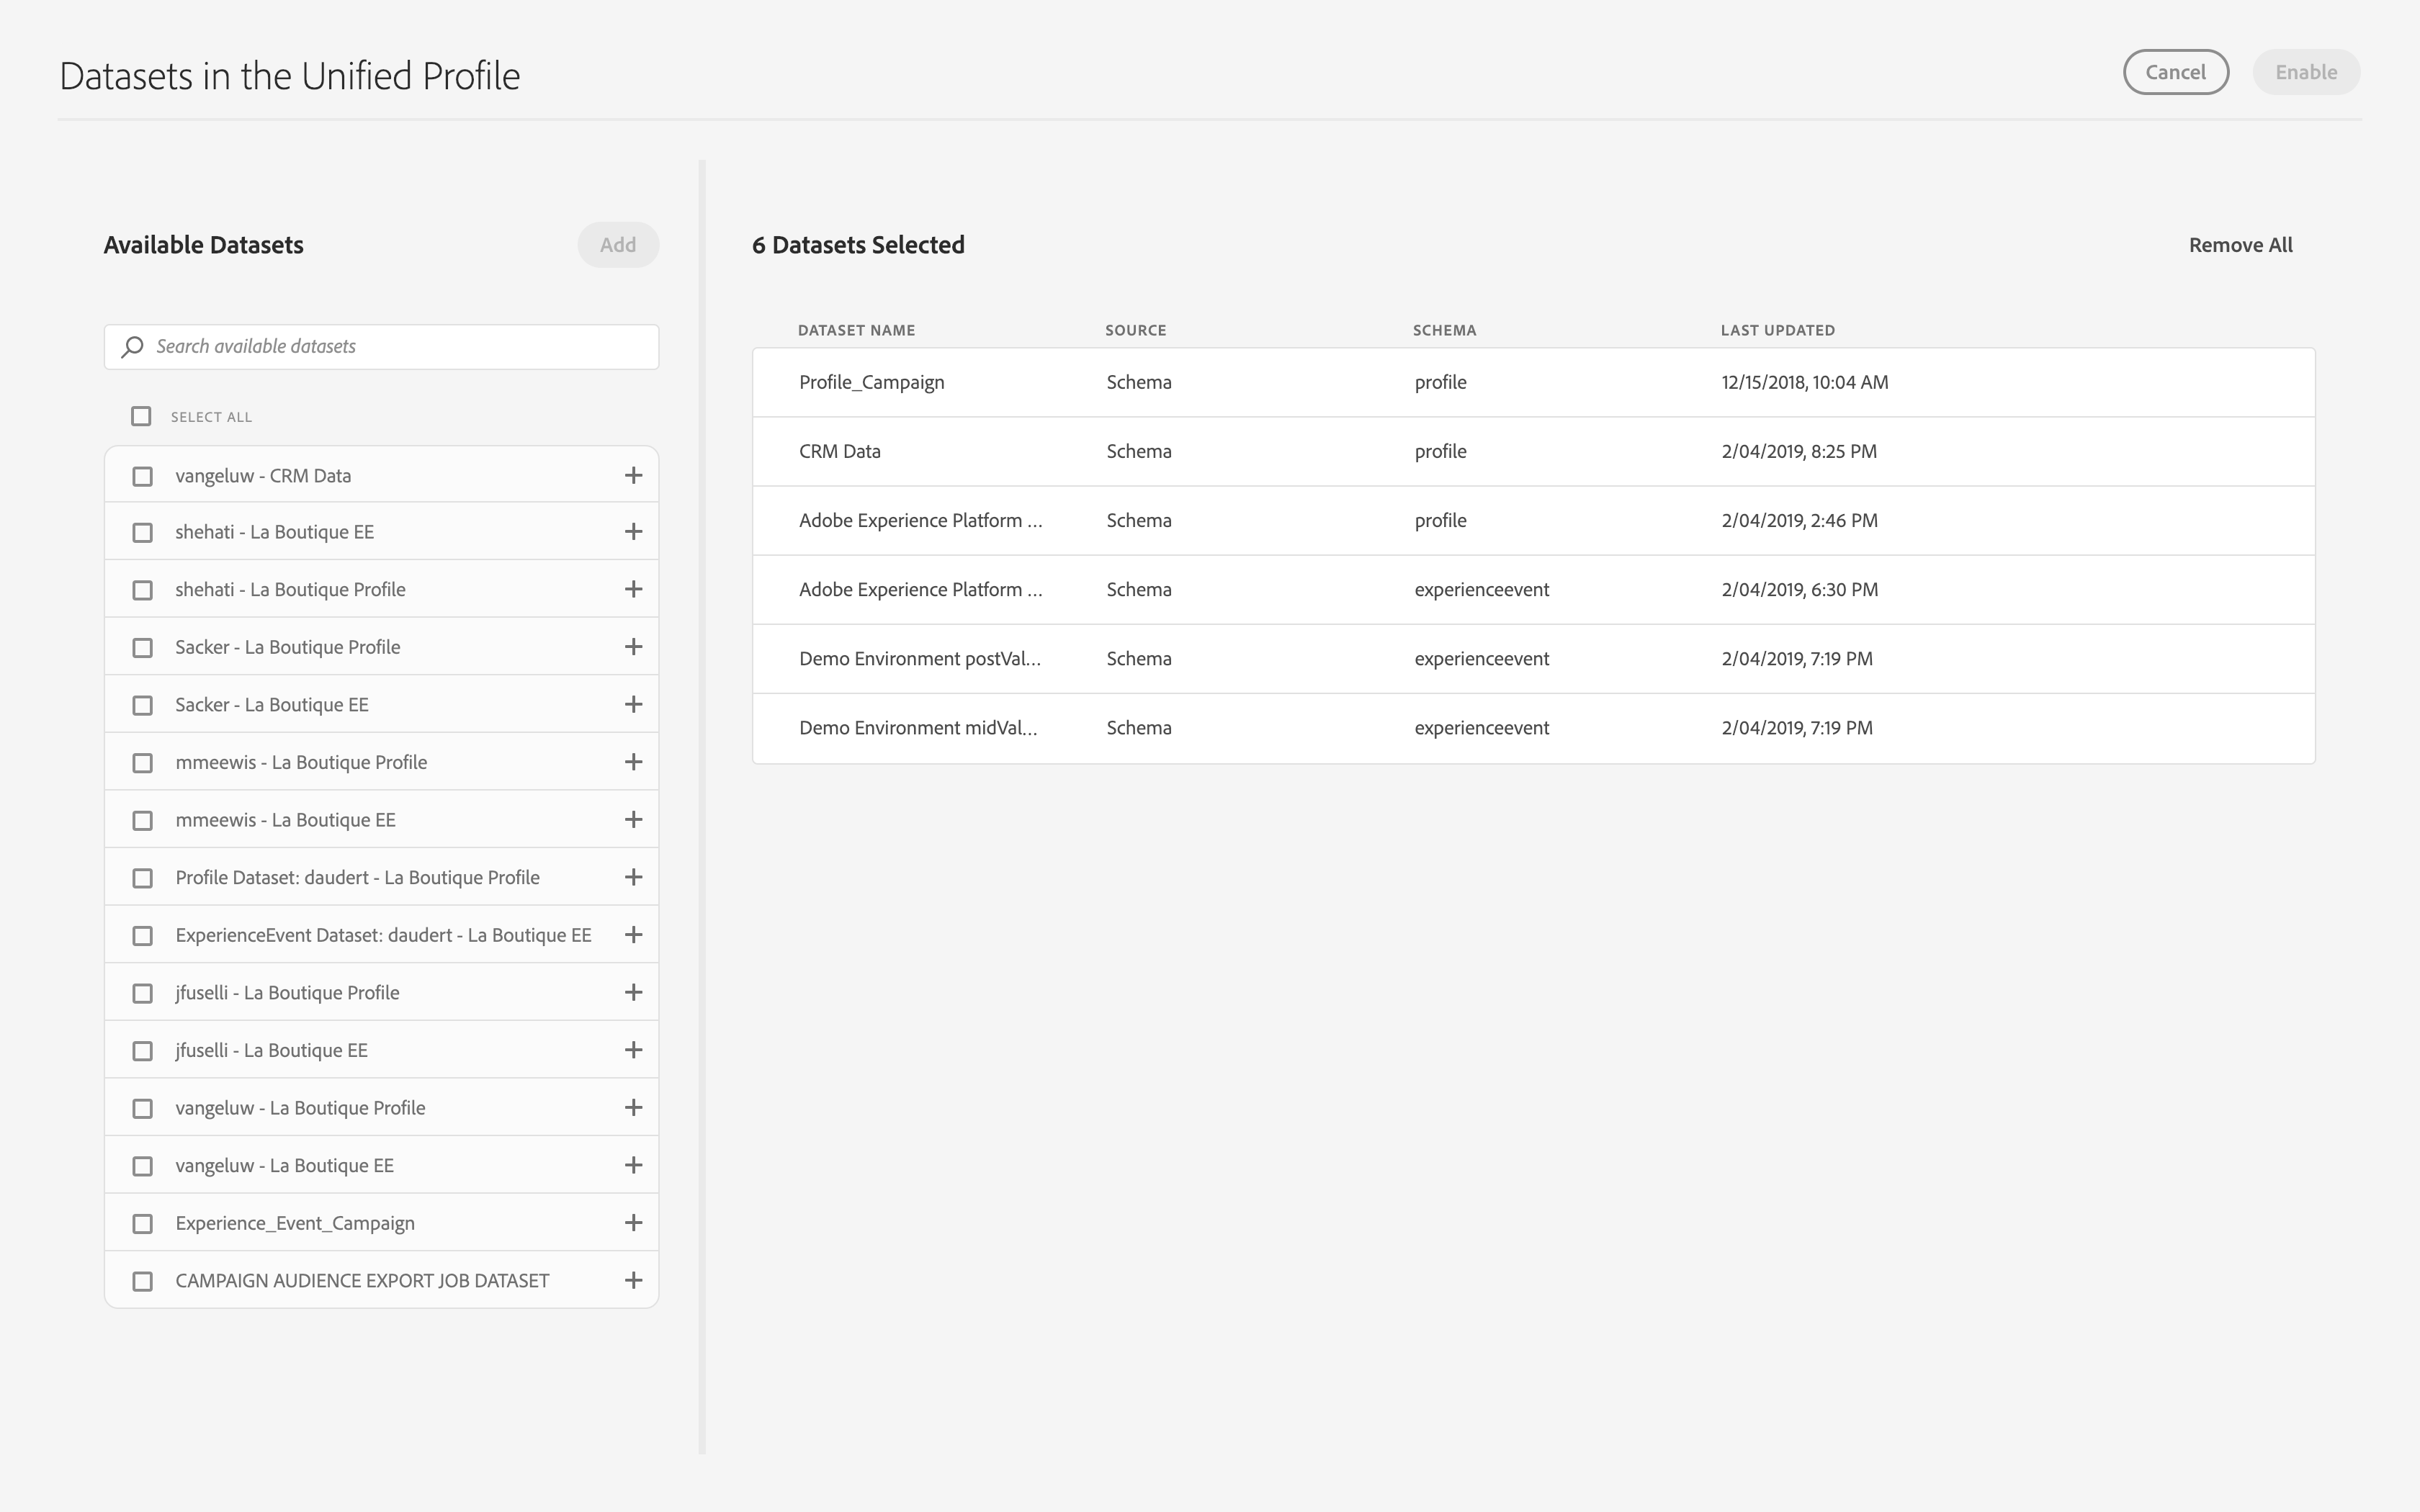 Datasets in the Unified Profile
Cancel
Enable
Available Datasets
Add
Search available datasets
SELECT ALL
vangeluw - CRM Data
shehati - La Boutique EE
shehati - La Boutique Profile
Sacker - La Boutique Profile
Sacker - La Boutique EE
mmeewis - La Boutique Profile
mmeewis - La Boutique EE
Profile Dataset: daudert - La Boutique Profile
ExperienceEvent Dataset: daudert - La Boutique EE
jfuselli - La Boutique Profile
jfuselli - La Boutique EE
vangeluw - La Boutique Profile
vangeluw - La Boutique EE
Experience_Event_Campaign
CAMPAIGN AUDIENCE EXPORT JOB DATASET
6 Datasets Selected
Remove All
DATASET NAME SOURCE SCHEMA LAST UPDATED
Profile_Campaign Schema profile 12/15/2018, 10:04 AM
CRM Data Schema profile 2/04/2019, 8:25 PM
Adobe Experience Platform ... Schema profile 2/04/2019, 2:46 PM
Adobe Experience Platform ... Schema experienceevent 2/04/2019, 6:30 PM
Demo Environment postVal... Schema experienceevent 2/04/2019, 7:19 PM
Demo Environment midVal... Schema experienceevent 2/04/2019, 7:19 PM